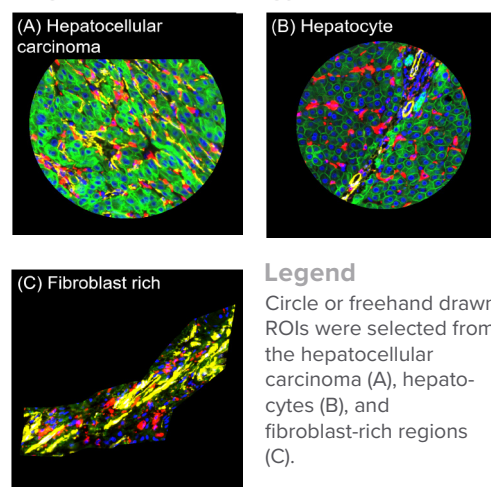 (A) Hepatocellular
carcinoma
(B) Hepatocyte
(C) Fibroblast rich
Legend
Circle or freehand drawn
ROIs were selected from
the hepatocellular
carcinoma (A), hepato-
cytes (B), and
fibroblast-rich regions
(C).